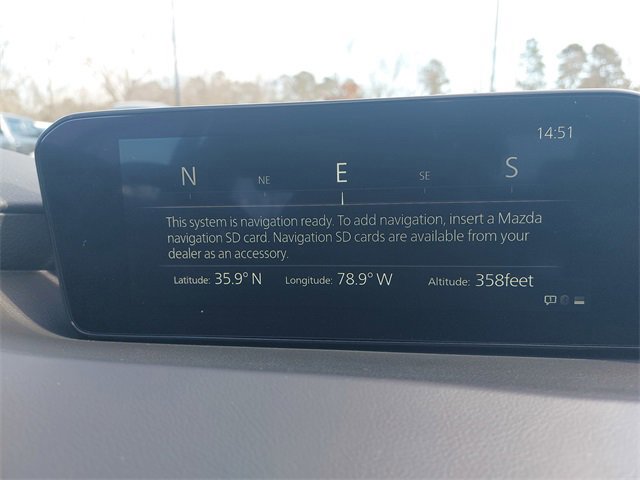 14:51
N NE E SE S
This system is navigation ready. To add navigation, insert a Mazda
navigation SD card. Navigation SD cards are available from your
dealer as an accessory.
Latitude: 35.9° N Longitude: 78.9° W Altitude: 358feet